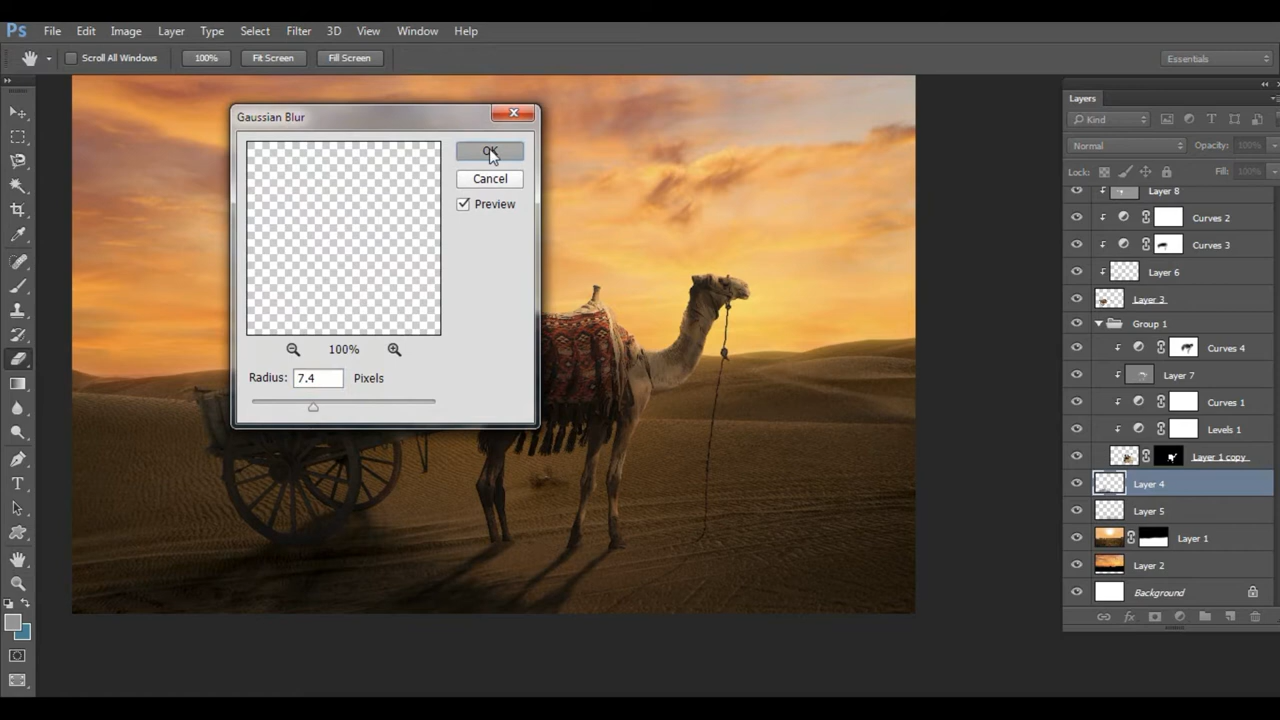 Ps File Edit Image Layer Type Select Filter 3D View Window Help
Scroll All Windows 100% Fit Screen Fill Screen Essentials
Gaussian Blur
OK
Cancel
Preview
100%
Radius: 7.4 Pixels
Layers
Kind
Normal Opacity: 100%
Lock: Fill: 100%
Layer 8
Curves 2
Curves 3
Layer 6
Layer 3
Group 1
Curves 4
Layer 7
Curves 1
Levels 1
Layer 1 copy
Layer 4
Layer 5
Layer 1
Layer 2
Background